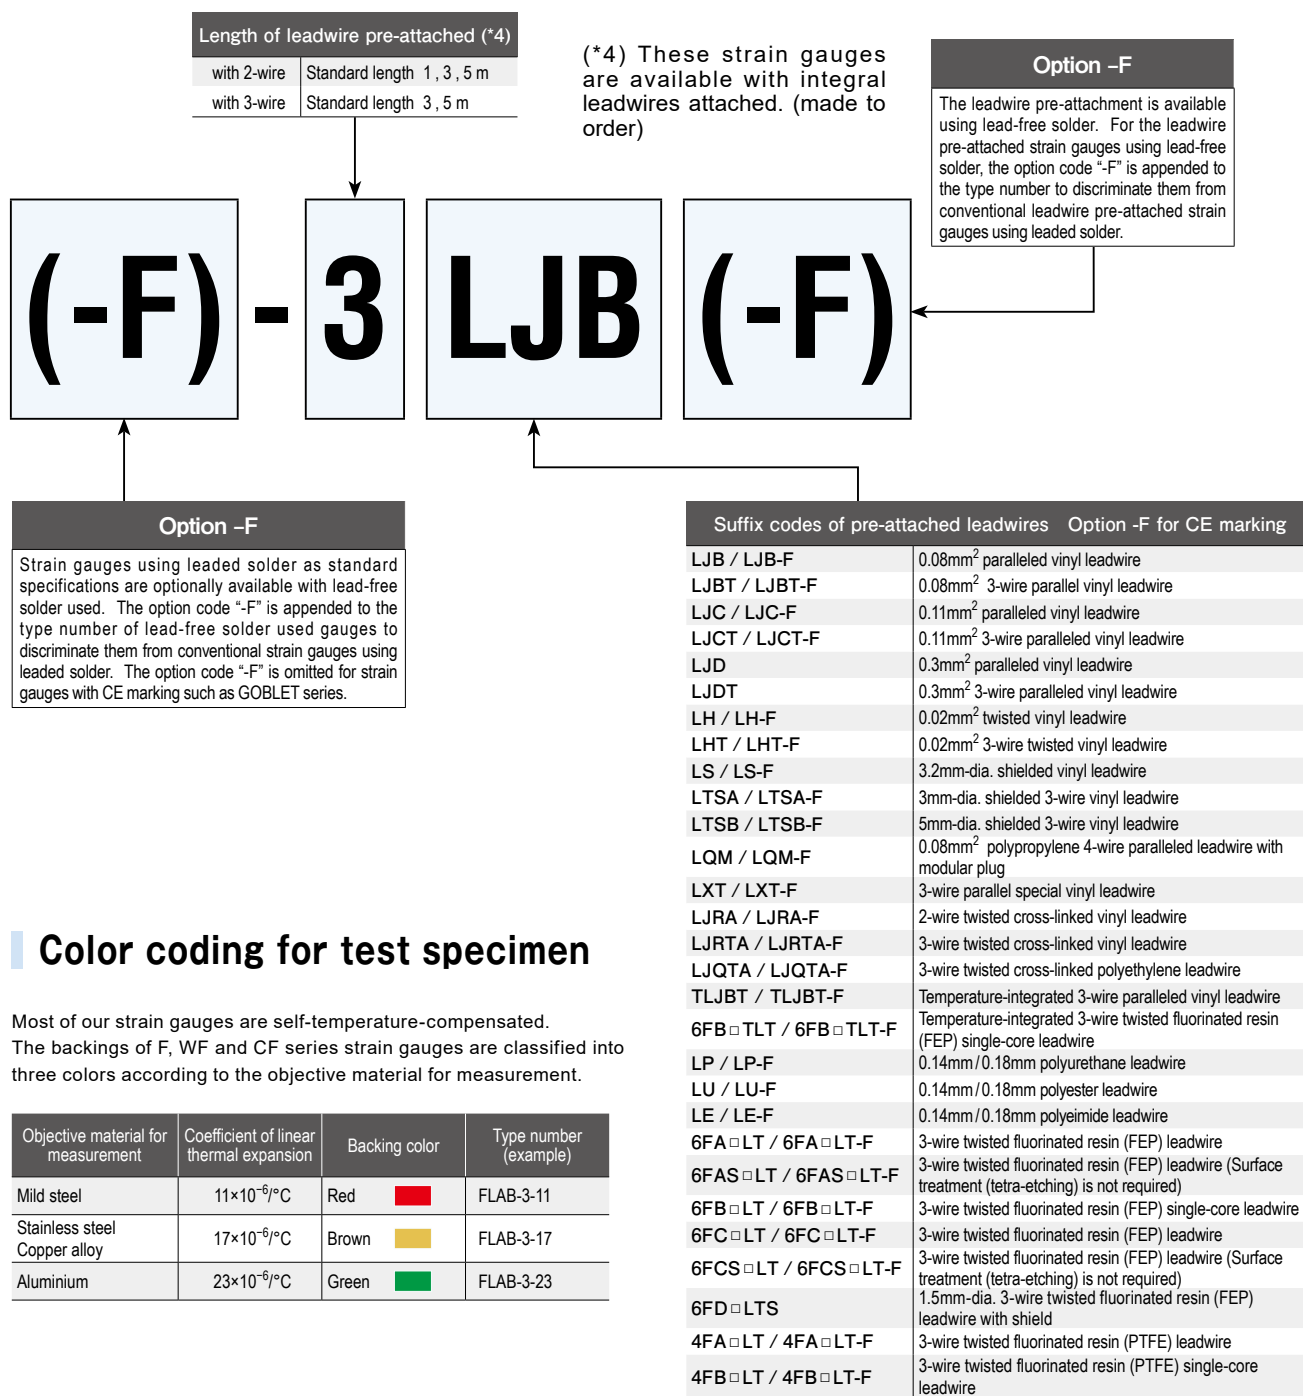 Length of leadwire pre-attached (*4)
with 2-wire Standard length 1 , 3 , 5 m
with 3-wire Standard length 3 , 5 m
(*4) These strain gauges
are available with integral
leadwires attached. (made to
order)
Option –F
The leadwire pre-attachment is available
using lead-free solder. For the leadwire
pre-attached strain gauges using lead-free
solder, the option code “-F” is appended to
the type number to discriminate them from
conventional leadwire pre-attached strain
gauges using leaded solder.
(-F) - 3 LJB (-F)
Option –F
Strain gauges using leaded solder as standard
specifications are optionally available with lead-free
solder used. The option code “-F” is appended to the
type number of lead-free solder used gauges to
discriminate them from conventional strain gauges using
leaded solder. The option code “-F” is omitted for strain
gauges with CE marking such as GOBLET series.
Suffix codes of pre-attached leadwires Option -F for CE marking
LJB / LJB-F 0.08mm² paralleled vinyl leadwire
LJBT / LJBT-F 0.08mm² 3-wire parallel vinyl leadwire
LJC / LJC-F 0.11mm² paralleled vinyl leadwire
LJCT / LJCT-F 0.11mm² 3-wire paralleled vinyl leadwire
LJD 0.3mm² paralleled vinyl leadwire
LJDT 0.3mm² 3-wire paralleled vinyl leadwire
LH / LH-F 0.02mm² twisted vinyl leadwire
LHT / LHT-F 0.02mm² 3-wire twisted vinyl leadwire
LS / LS-F 3.2mm-dia. shielded vinyl leadwire
LTSA / LTSA-F 3mm-dia. shielded 3-wire vinyl leadwire
LTSB / LTSB-F 5mm-dia. shielded 3-wire vinyl leadwire
LQM / LQM-F 0.08mm² polypropylene 4-wire paralleled leadwire with
modular plug
LXT / LXT-F 3-wire parallel special vinyl leadwire
LJRA / LJRA-F 2-wire twisted cross-linked vinyl leadwire
LJRTA / LJRTA-F 3-wire twisted cross-linked vinyl leadwire
LJQTA / LJQTA-F 3-wire twisted cross-linked polyethylene leadwire
TLJBT / TLJBT-F Temperature-integrated 3-wire paralleled vinyl leadwire
6FB□TLT / 6FB□TLT-F Temperature-integrated 3-wire twisted fluorinated resin
(FEP) single-core leadwire
LP / LP-F 0.14mm/0.18mm polyurethane leadwire
LU / LU-F 0.14mm/0.18mm polyester leadwire
LE / LE-F 0.14mm/0.18mm polyeimide leadwire
6FA□LT / 6FA□LT-F 3-wire twisted fluorinated resin (FEP) leadwire
6FAS□LT / 6FAS□LT-F 3-wire twisted fluorinated resin (FEP) leadwire (Surface
treatment (tetra-etching) is not required)
6FB□LT / 6FB□LT-F 3-wire twisted fluorinated resin (FEP) single-core leadwire
6FC□LT / 6FC□LT-F 3-wire twisted fluorinated resin (FEP) leadwire
6FCS□LT / 6FCS□LT-F 3-wire twisted fluorinated resin (FEP) leadwire (Surface
treatment (tetra-etching) is not required)
6FD□LTS 1.5mm-dia. 3-wire twisted fluorinated resin (FEP)
leadwire with shield
4FA□LT / 4FA□LT-F 3-wire twisted fluorinated resin (PTFE) leadwire
4FB□LT / 4FB□LT-F 3-wire twisted fluorinated resin (PTFE) single-core
leadwire
Color coding for test specimen
Most of our strain gauges are self-temperature-compensated.
The backings of F, WF and CF series strain gauges are classified into
three colors according to the objective material for measurement.
Objective material for Coefficient of linear Backing color Type number
measurement thermal expansion (example)
Mild steel 11×10⁻⁶/°C Red FLAB-3-11
Stainless steel
Copper alloy 17×10⁻⁶/°C Brown FLAB-3-17
Aluminium 23×10⁻⁶/°C Green FLAB-3-23